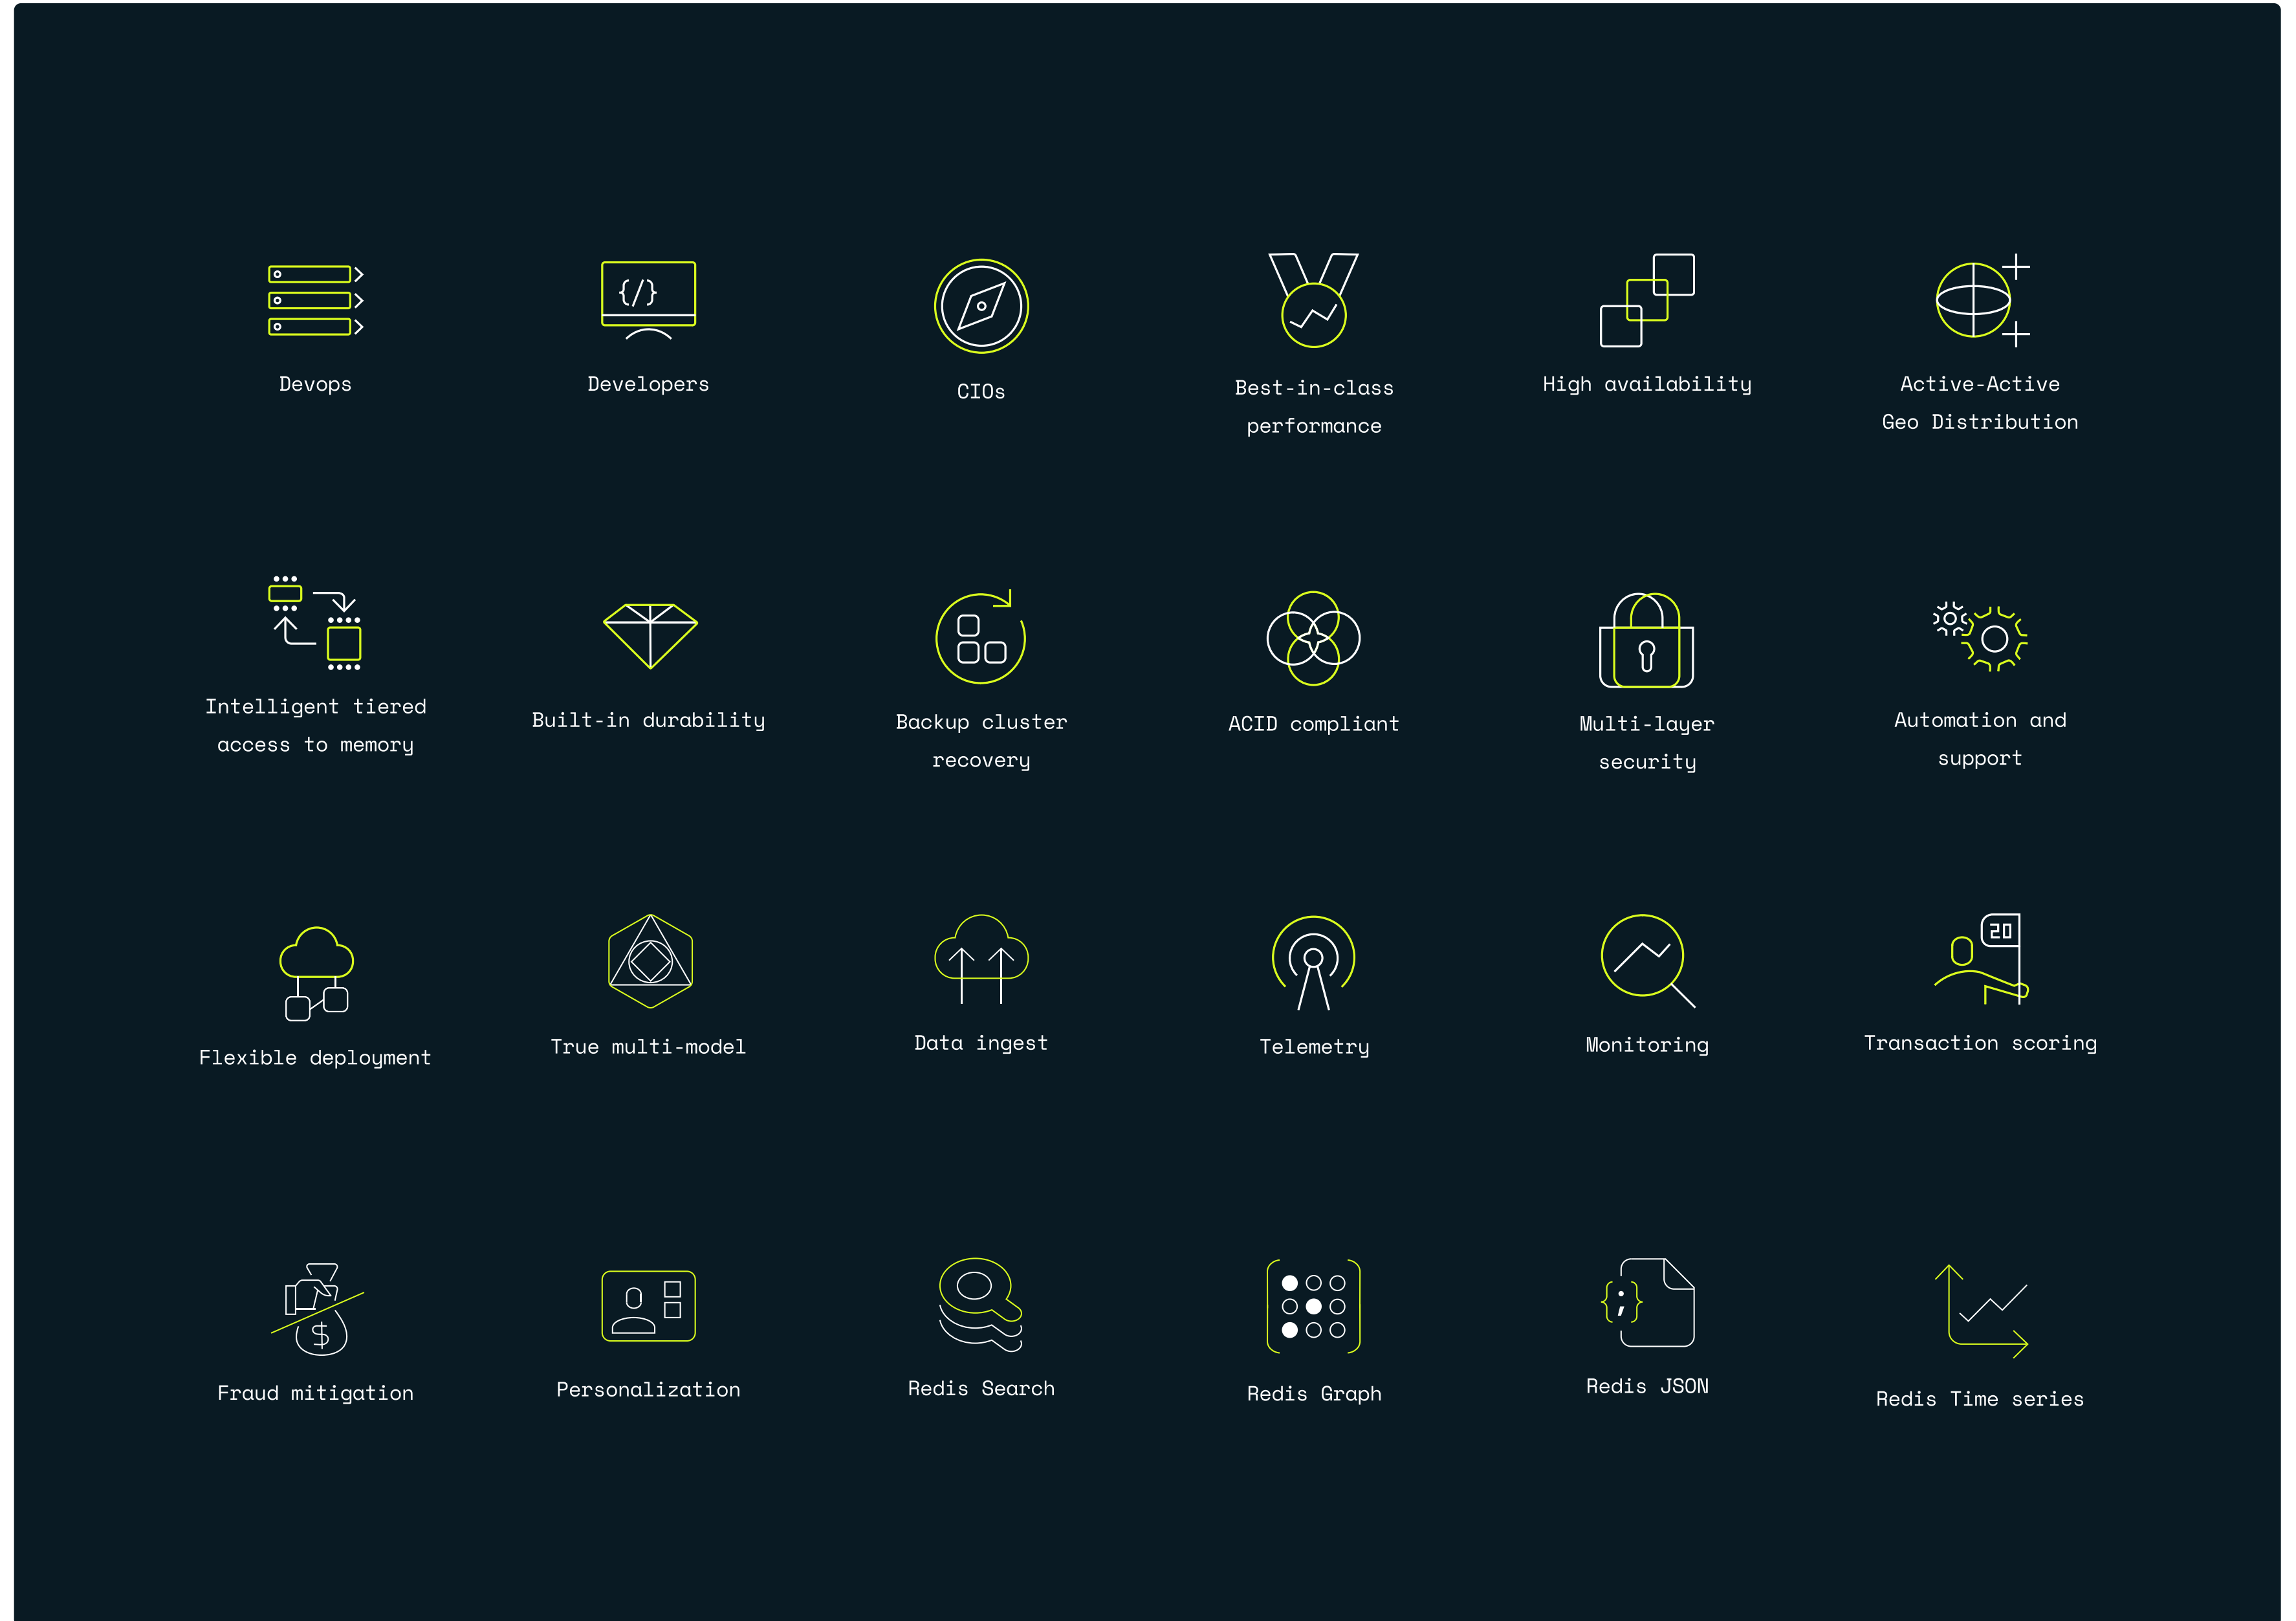 {/}
Devops
Developers
CIOs
Best-in-class
performance
High availability
Active-Active
Geo Distribution
Intelligent tiered
access to memory
Built-in durability
Backup cluster
recovery
ACID compliant
Multi-layer
security
Automation and
support
20
Flexible deployment
True multi-model
Data ingest
Telemetry
Monitoring
Transaction scoring
$
{;}
Fraud mitigation
Personalization
Redis Search
Redis Graph
Redis JSON
Redis Time series